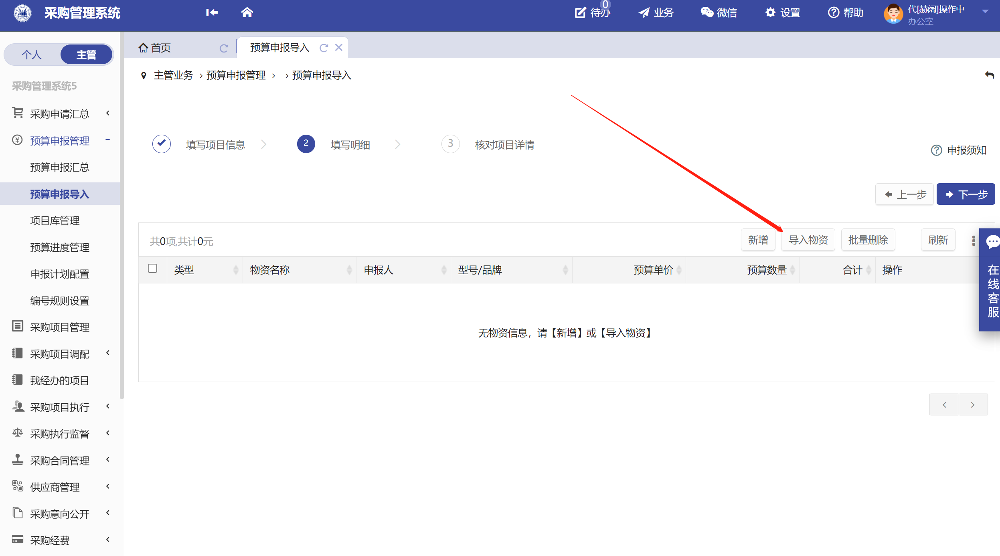 采购管理系统
待办 0
业务
微信
设置
帮助
代[赫阔]操作中
办公室
个人 主管
采购管理系统5
采购申请汇总
预算申报管理
预算申报汇总
预算申报导入
项目库管理
预算进度管理
申报计划配置
编号规则设置
采购项目管理
采购项目调配
我经办的项目
采购项目执行
采购执行监督
采购合同管理
供应商管理
采购意向公开
采购经费
首页
预算申报导入
主管业务 > 预算申报管理 > > 预算申报导入
填写项目信息
2 填写明细
3 核对项目详情
申报须知
上一步 下一步
共0项,共计0元
新增 导入物资 批量删除 刷新
类型 物资名称 申报人 型号/品牌 预算单价 预算数量 合计 操作
无物资信息，请【新增】或【导入物资】
在线客服